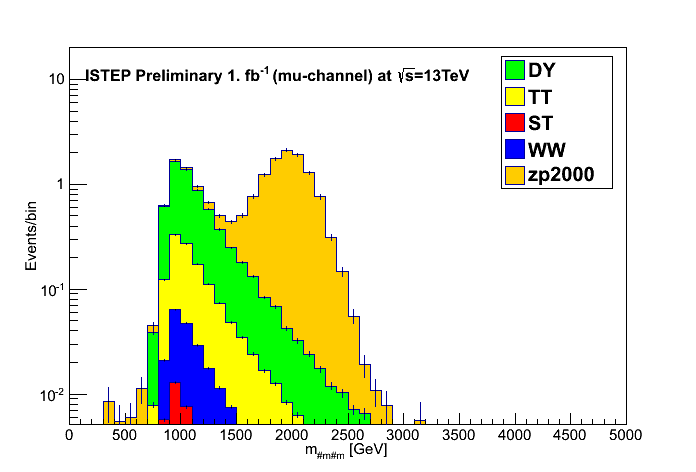 ISTEP Preliminary 1. fb-1 (mu-channel) at √s=13TeV
DY
TT
ST
WW
zp2000
Events/bin
10
1
10-1
10-2
0 500 1000 1500 2000 2500 3000 3500 4000 4500 5000
m#m#m [GeV]